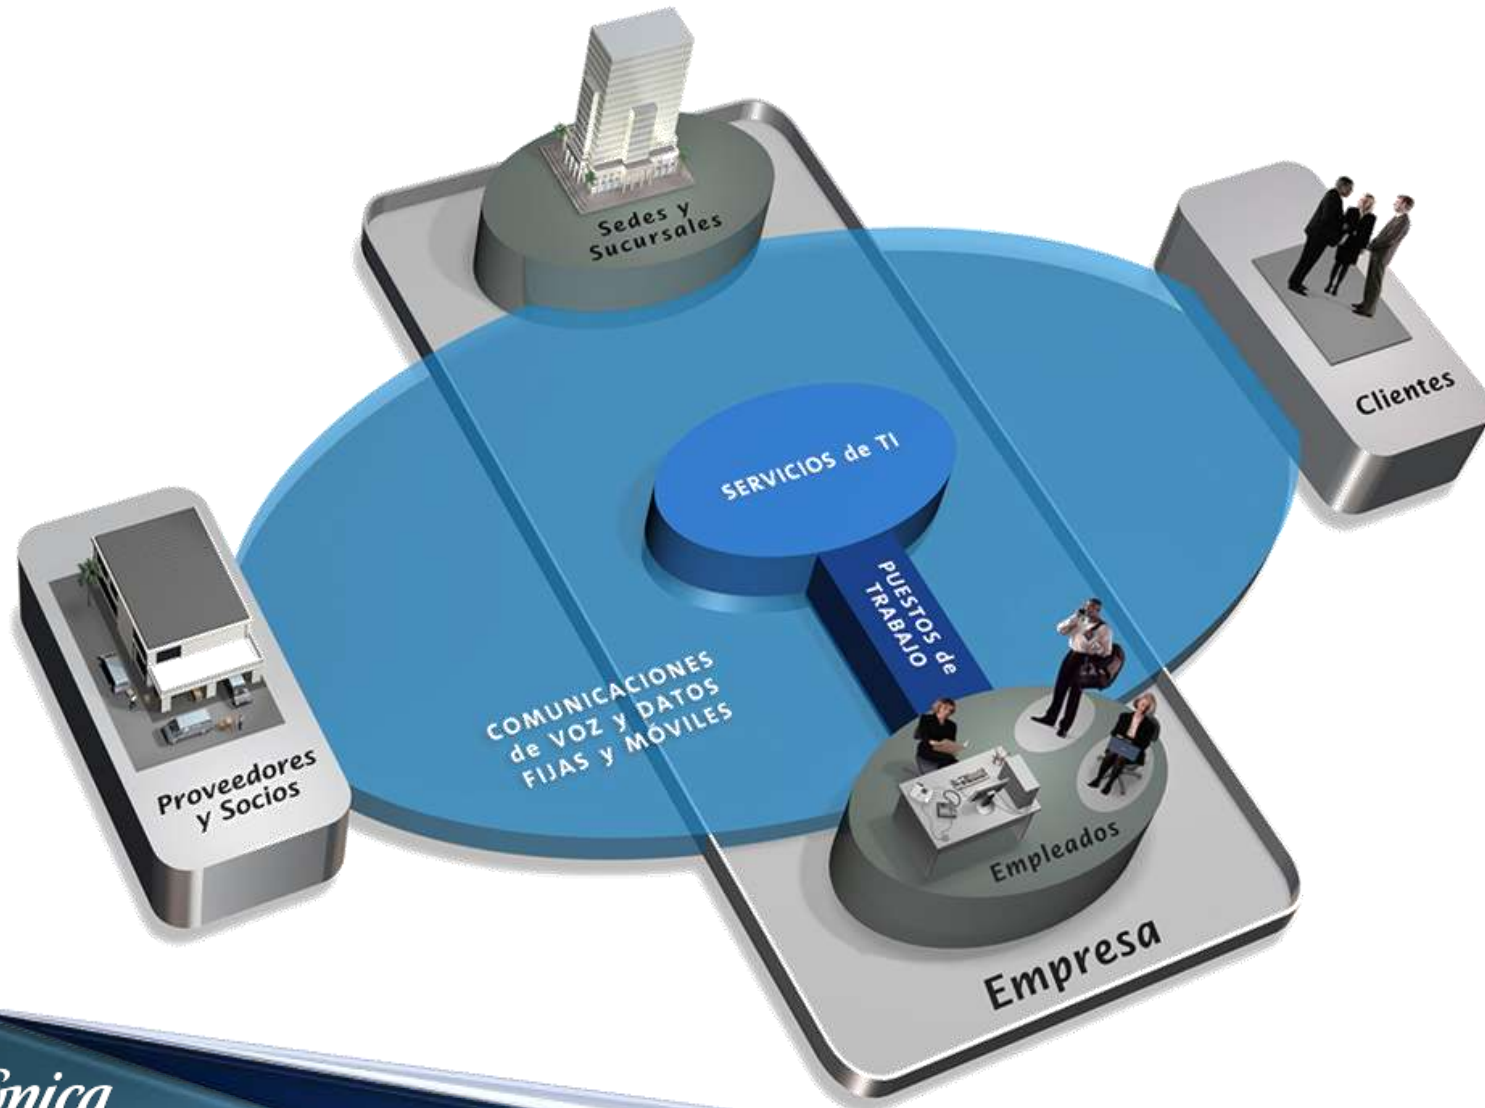 Sedes y
Sucursales
Clientes
SERVICIOS de TI
PUESTOS de
TRABAJO
COMUNICACIONES
de VOZ y DATOS
FIJAS y MÓVILES
Proveedores
y Socios
Empleados
Empresa